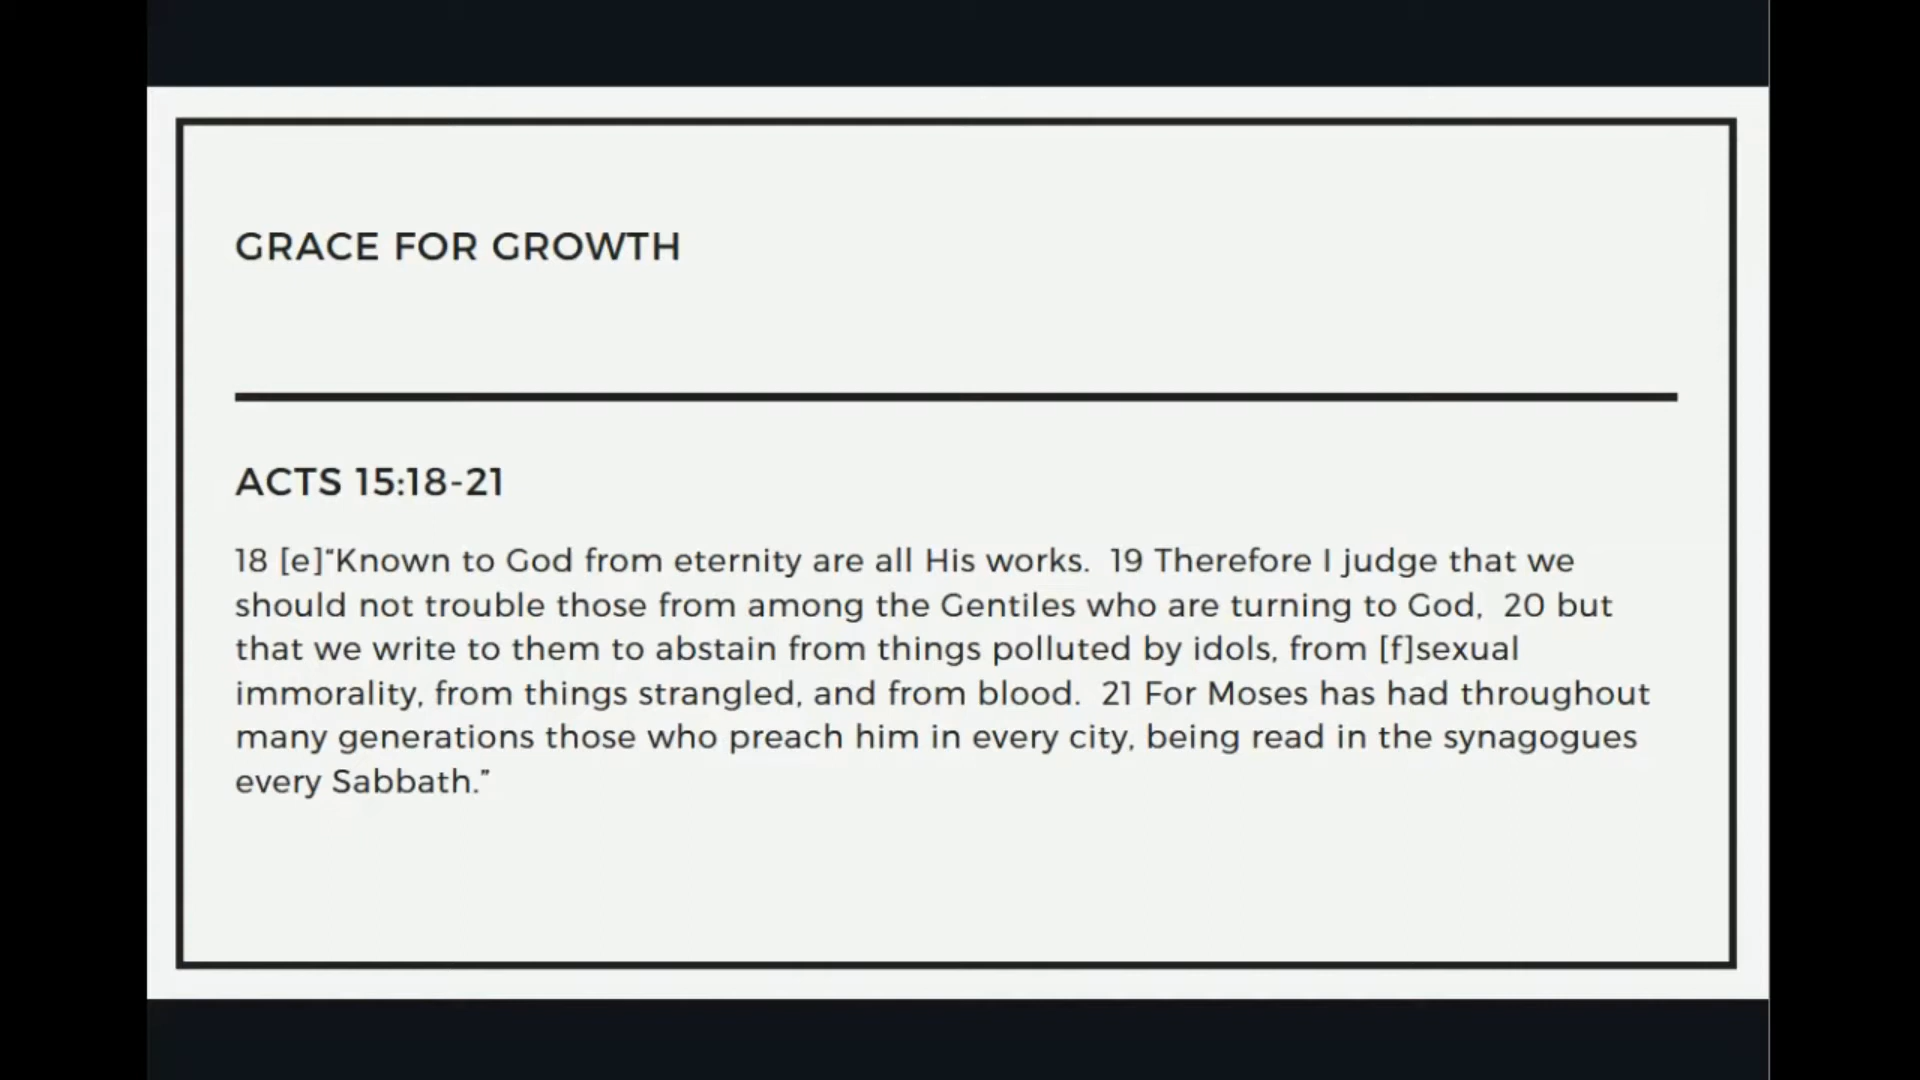 GRACE FOR GROWTH
ACTS 15:18-21
18 [e]“Known to God from eternity are all His works.  19 Therefore I judge that we
should not trouble those from among the Gentiles who are turning to God,  20 but
that we write to them to abstain from things polluted by idols, from [f]sexual
immorality, from things strangled, and from blood.  21 For Moses has had throughout
many generations those who preach him in every city, being read in the synagogues
every Sabbath.”